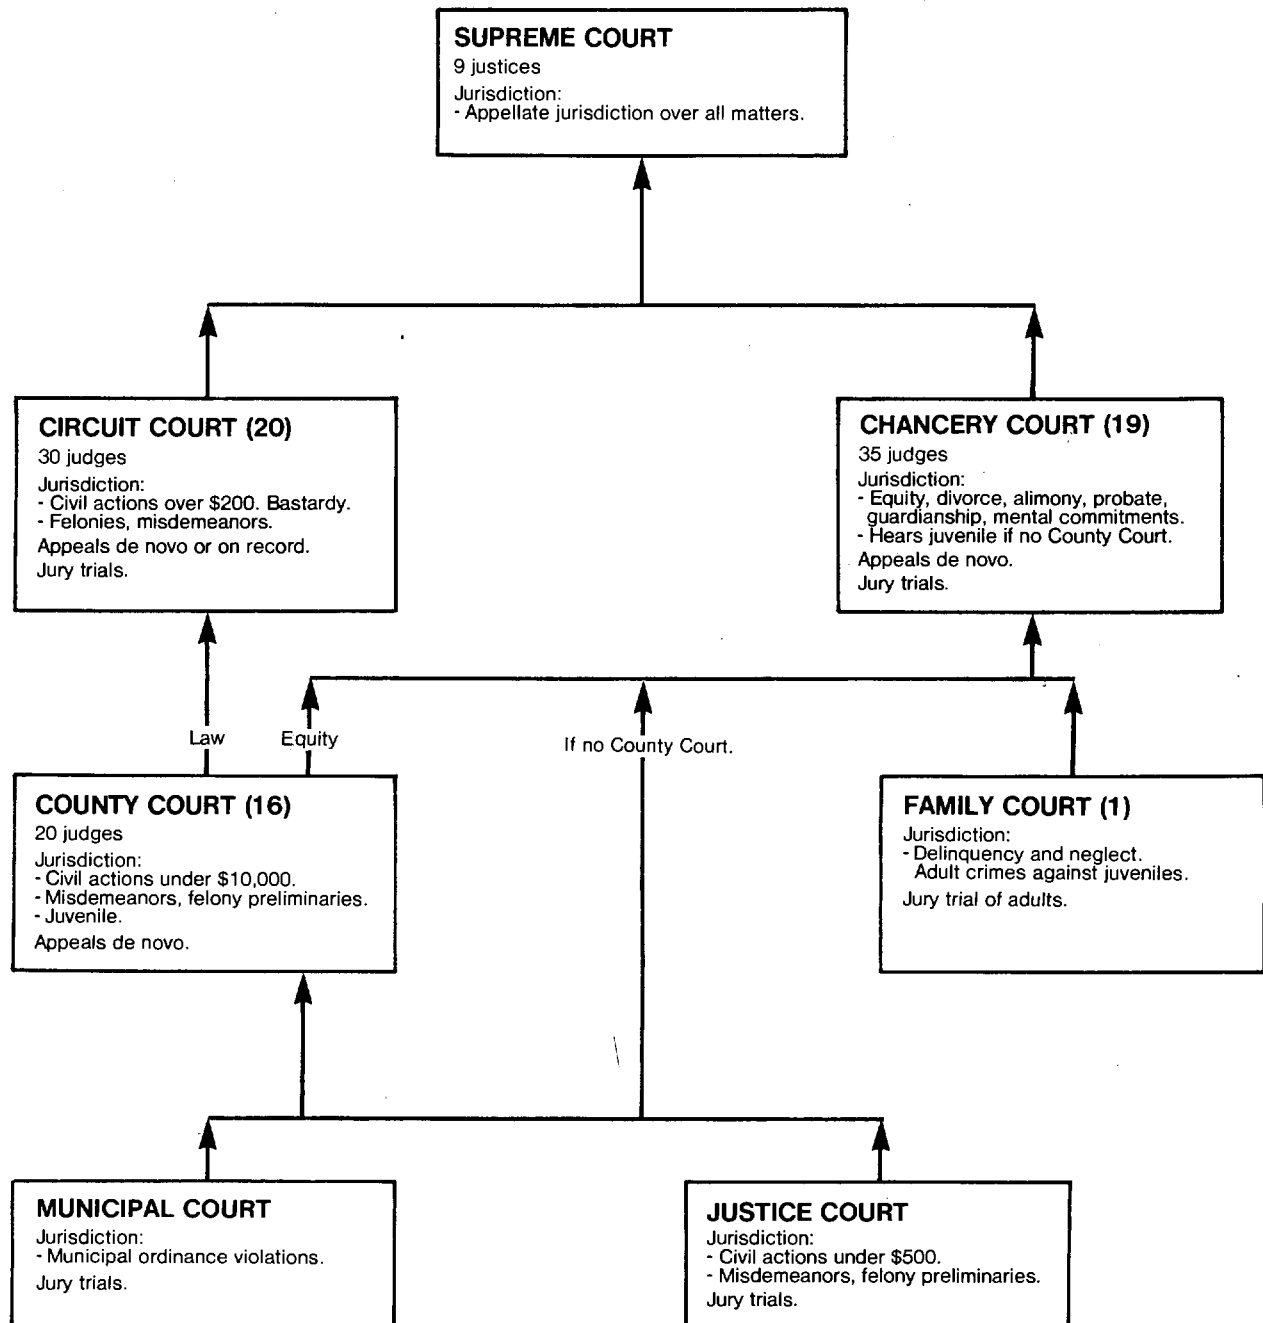 SUPREME COURT
9 justices
Jurisdiction:
- Appellate jurisdiction over all matters.
CIRCUIT COURT (20)
30 judges
Jurisdiction:
- Civil actions over $200. Bastardy.
- Felonies, misdemeanors.
Appeals de novo or on record.
Jury trials.
CHANCERY COURT (19)
35 judges
Jurisdiction:
- Equity, divorce, alimony, probate,
guardianship, mental commitments.
- Hears juvenile if no County Court.
Appeals de novo.
Jury trials.
Law
Equity
If no County Court.
COUNTY COURT (16)
20 judges
Jurisdiction:
- Civil actions under $10,000.
- Misdemeanors, felony preliminaries.
- Juvenile.
Appeals de novo.
FAMILY COURT (1)
Jurisdiction:
- Delinquency and neglect.
Adult crimes against juveniles.
Jury trial of adults.
MUNICIPAL COURT
Jurisdiction:
- Municipal ordinance violations.
Jury trials.
JUSTICE COURT
Jurisdiction:
- Civil actions under $500.
- Misdemeanors, felony preliminaries.
Jury trials.